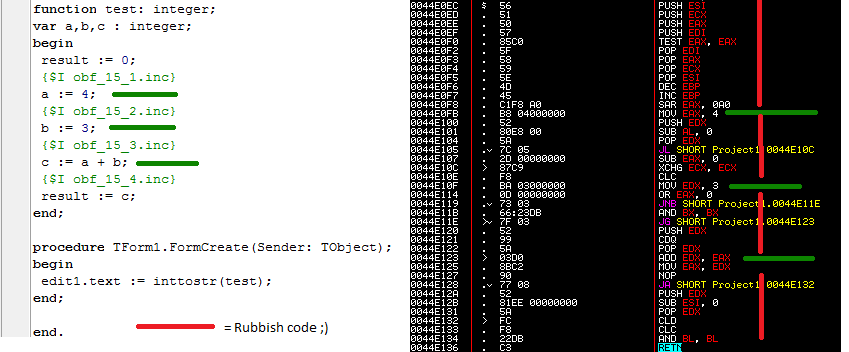 function test: integer;
var a,b,c : integer;
begin
result := 0;
{$I obf_15_1.inc}
a := 4;
{$I obf_15_2.inc}
b := 3;
{$I obf_15_3.inc}
c := a + b;
{$I obf_15_4.inc}
result := c;
end;
procedure TForm1.FormCreate(Sender: TObject);
begin
edit1.text := inttostr(test);
end;
end.
= Rubbish code ;)
0044E0EC $ 56 PUSH ESI
0044E0ED . 51 PUSH ECX
0044E0EE . 50 PUSH EAX
0044E0EF . 57 PUSH EDI
0044E0F0 . 85C0 TEST EAX, EAX
0044E0F2 . 5F POP EDI
0044E0F3 . 58 POP EAX
0044E0F4 . 59 POP ECX
0044E0F5 . 5E POP ESI
0044E0F6 . 4D DEC EBP
0044E0F7 . 45 INC EBP
0044E0F8 . C1F8 A0 SAR EAX, 0A0
0044E0FB . B8 04000000 MOV EAX, 4
0044E100 . 52 PUSH EDX
0044E101 . 80E8 00 SUB AL, 0
0044E104 . 5A POP EDX
0044E105 . 7C 05 JL SHORT Project1.0044E10C
0044E107 . 2D 00000000 SUB EAX, 0
0044E10C > 87C9 XCHG ECX, ECX
0044E10E . F8 CLC
0044E10F . BA 03000000 MOV EDX, 3
0044E114 . 0D 00000000 OR EAX, 0
0044E119 . 73 03 JNB SHORT Project1.0044E11E
0044E11B . 66:23DB AND BX, BX
0044E11E > 7F 03 JG SHORT Project1.0044E123
0044E120 . 52 PUSH EDX
0044E121 . 99 CDQ
0044E122 . 5A POP EDX
0044E123 > 03D0 ADD EDX, EAX
0044E125 . 8BC2 MOV EAX, EDX
0044E127 . 90 NOP
0044E128 . 77 08 JA SHORT Project1.0044E132
0044E12A . 52 PUSH EDX
0044E12B . 81EE 00000000 SUB ESI, 0
0044E131 . 5A POP EDX
0044E132 > FC CLD
0044E133 . F8 CLC
0044E134 . 22DB AND BL, BL
0044E136 . C3 RETN